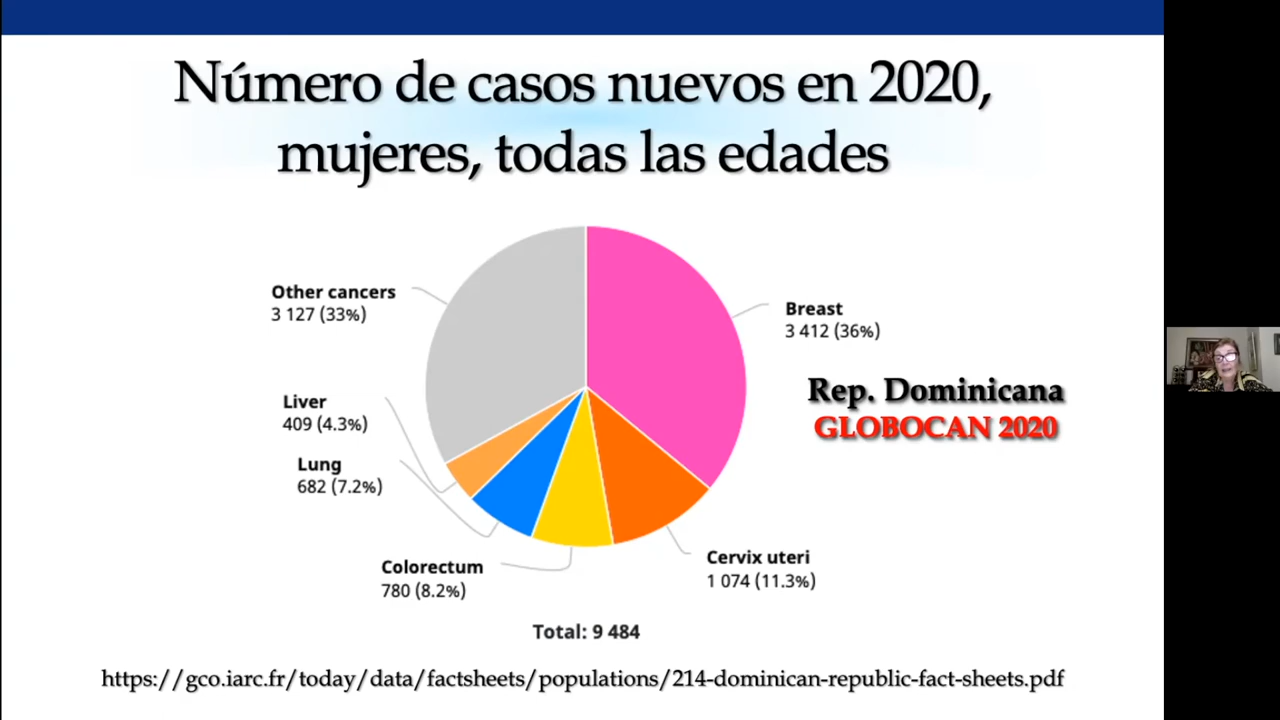 Número de casos nuevos en 2020,
mujeres, todas las edades
Other cancers
3 127 (33%)
Breast
3 412 (36%)
Rep. Dominicana
GLOBOCAN 2020
Liver
409 (4.3%)
Lung
682 (7.2%)
Colorectum
780 (8.2%)
Cervix uteri
1 074 (11.3%)
Total: 9 484
https://gco.iarc.fr/today/data/factsheets/populations/214-dominican-republic-fact-sheets.pdf